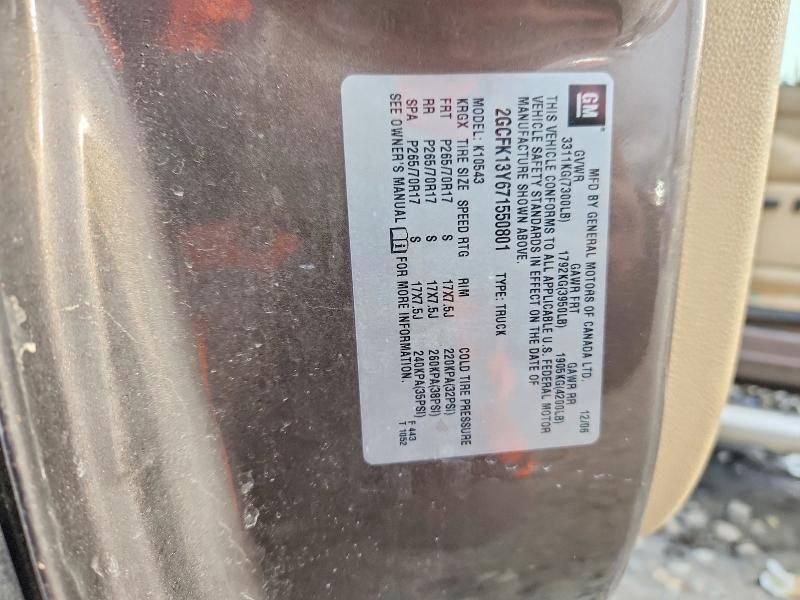 GM
MFD BY GENERAL MOTORS OF CANADA LTD. 12/06
GVWR GAWR FRT GAWR RR
3311KG(7300LB) 1792KG(3950LB) 1905KG(4200LB)
THIS VEHICLE CONFORMS TO ALL APPLICABLE U.S. FEDERAL MOTOR
VEHICLE SAFETY STANDARDS IN EFFECT ON THE DATE OF
MANUFACTURE SHOWN ABOVE.
2GCFK13Y671550801 TYPE: TRUCK
MODEL: K10543
KRGX TIRE SIZE SPEED RTG RIM COLD TIRE PRESSURE
FRT P265/70R17 S 17X7.5J 220KPA(32PSI)
RR P265/70R17 S 17X7.5J 260KPA(38PSI)
SPA P265/70R17 S 17X7.5J 240KPA(35PSI)
SEE OWNER'S MANUAL i FOR MORE INFORMATION.
F 443
T 1052